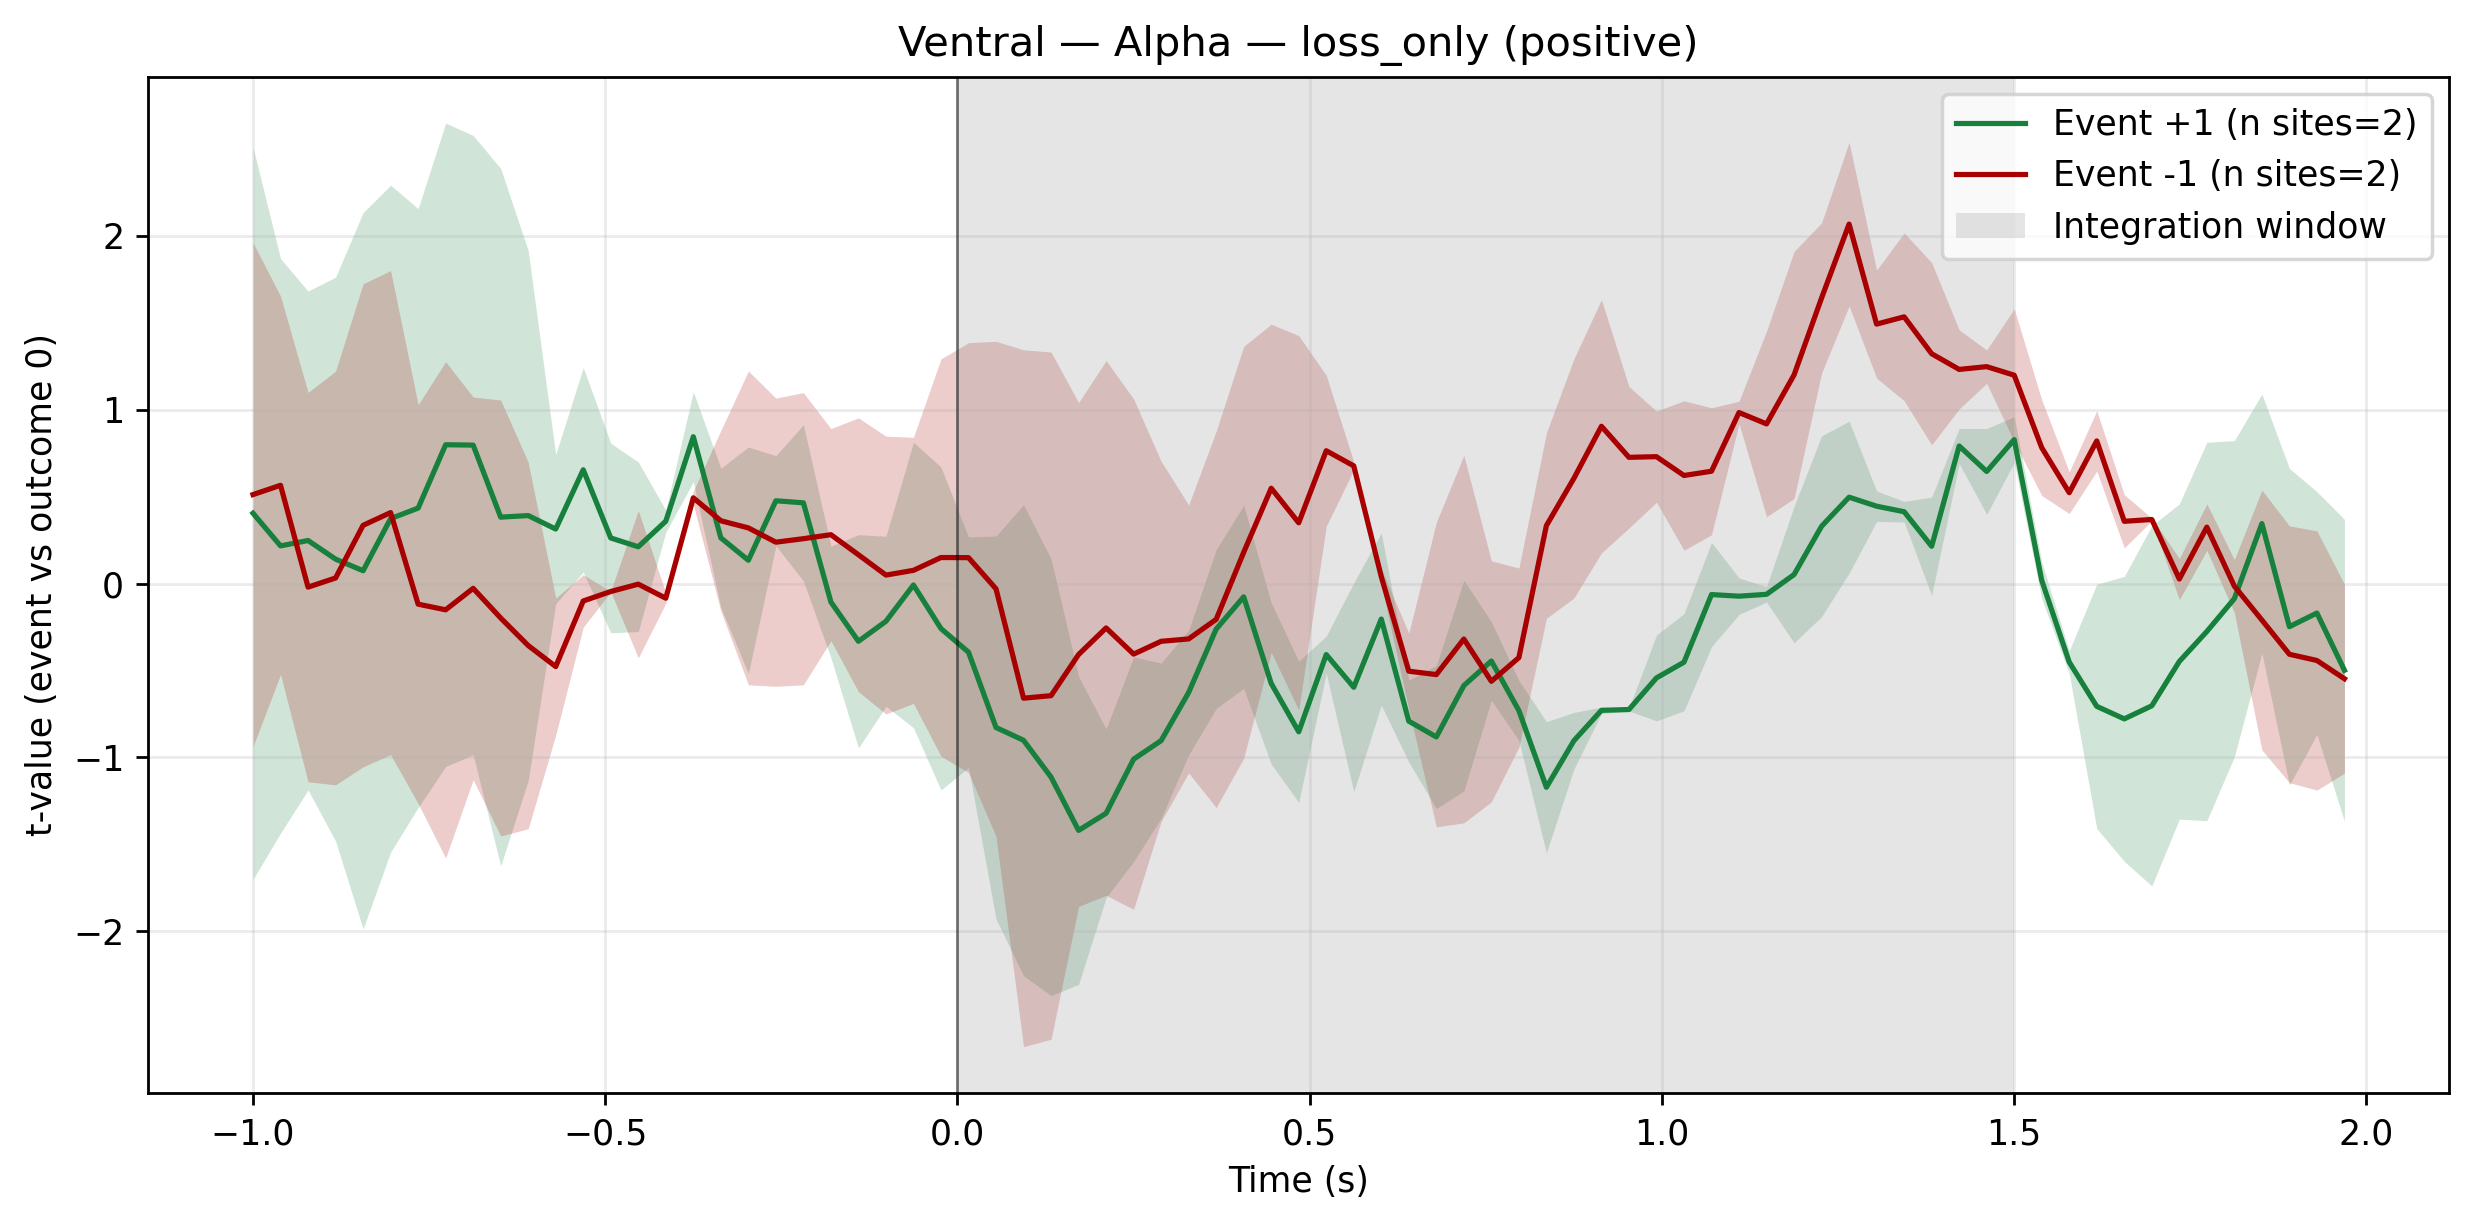 Ventral — Alpha — loss_only (positive)
Event +1 (n sites=2)
Event -1 (n sites=2)
Integration window
t-value (event vs outcome 0)
2
1
0
−1
−2
−1.0
−0.5
0.0
0.5
1.0
1.5
2.0
Time (s)